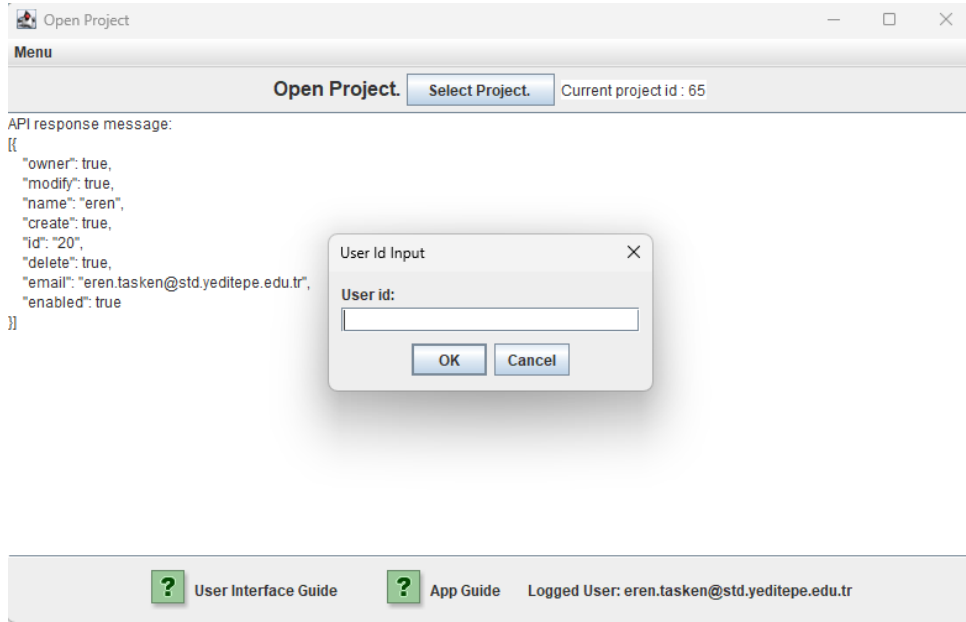 Open Project
Menu
Open Project. Select Project. Current project id : 65
API response message:
[{
"owner": true,
"modify": true,
"name": "eren",
"create": true,
"id": "20",
"delete": true,
"email": "eren.tasken@std.yeditepe.edu.tr",
"enabled": true
}]
User Id Input
User id:
OK Cancel
? User Interface Guide ? App Guide Logged User: eren.tasken@std.yeditepe.edu.tr